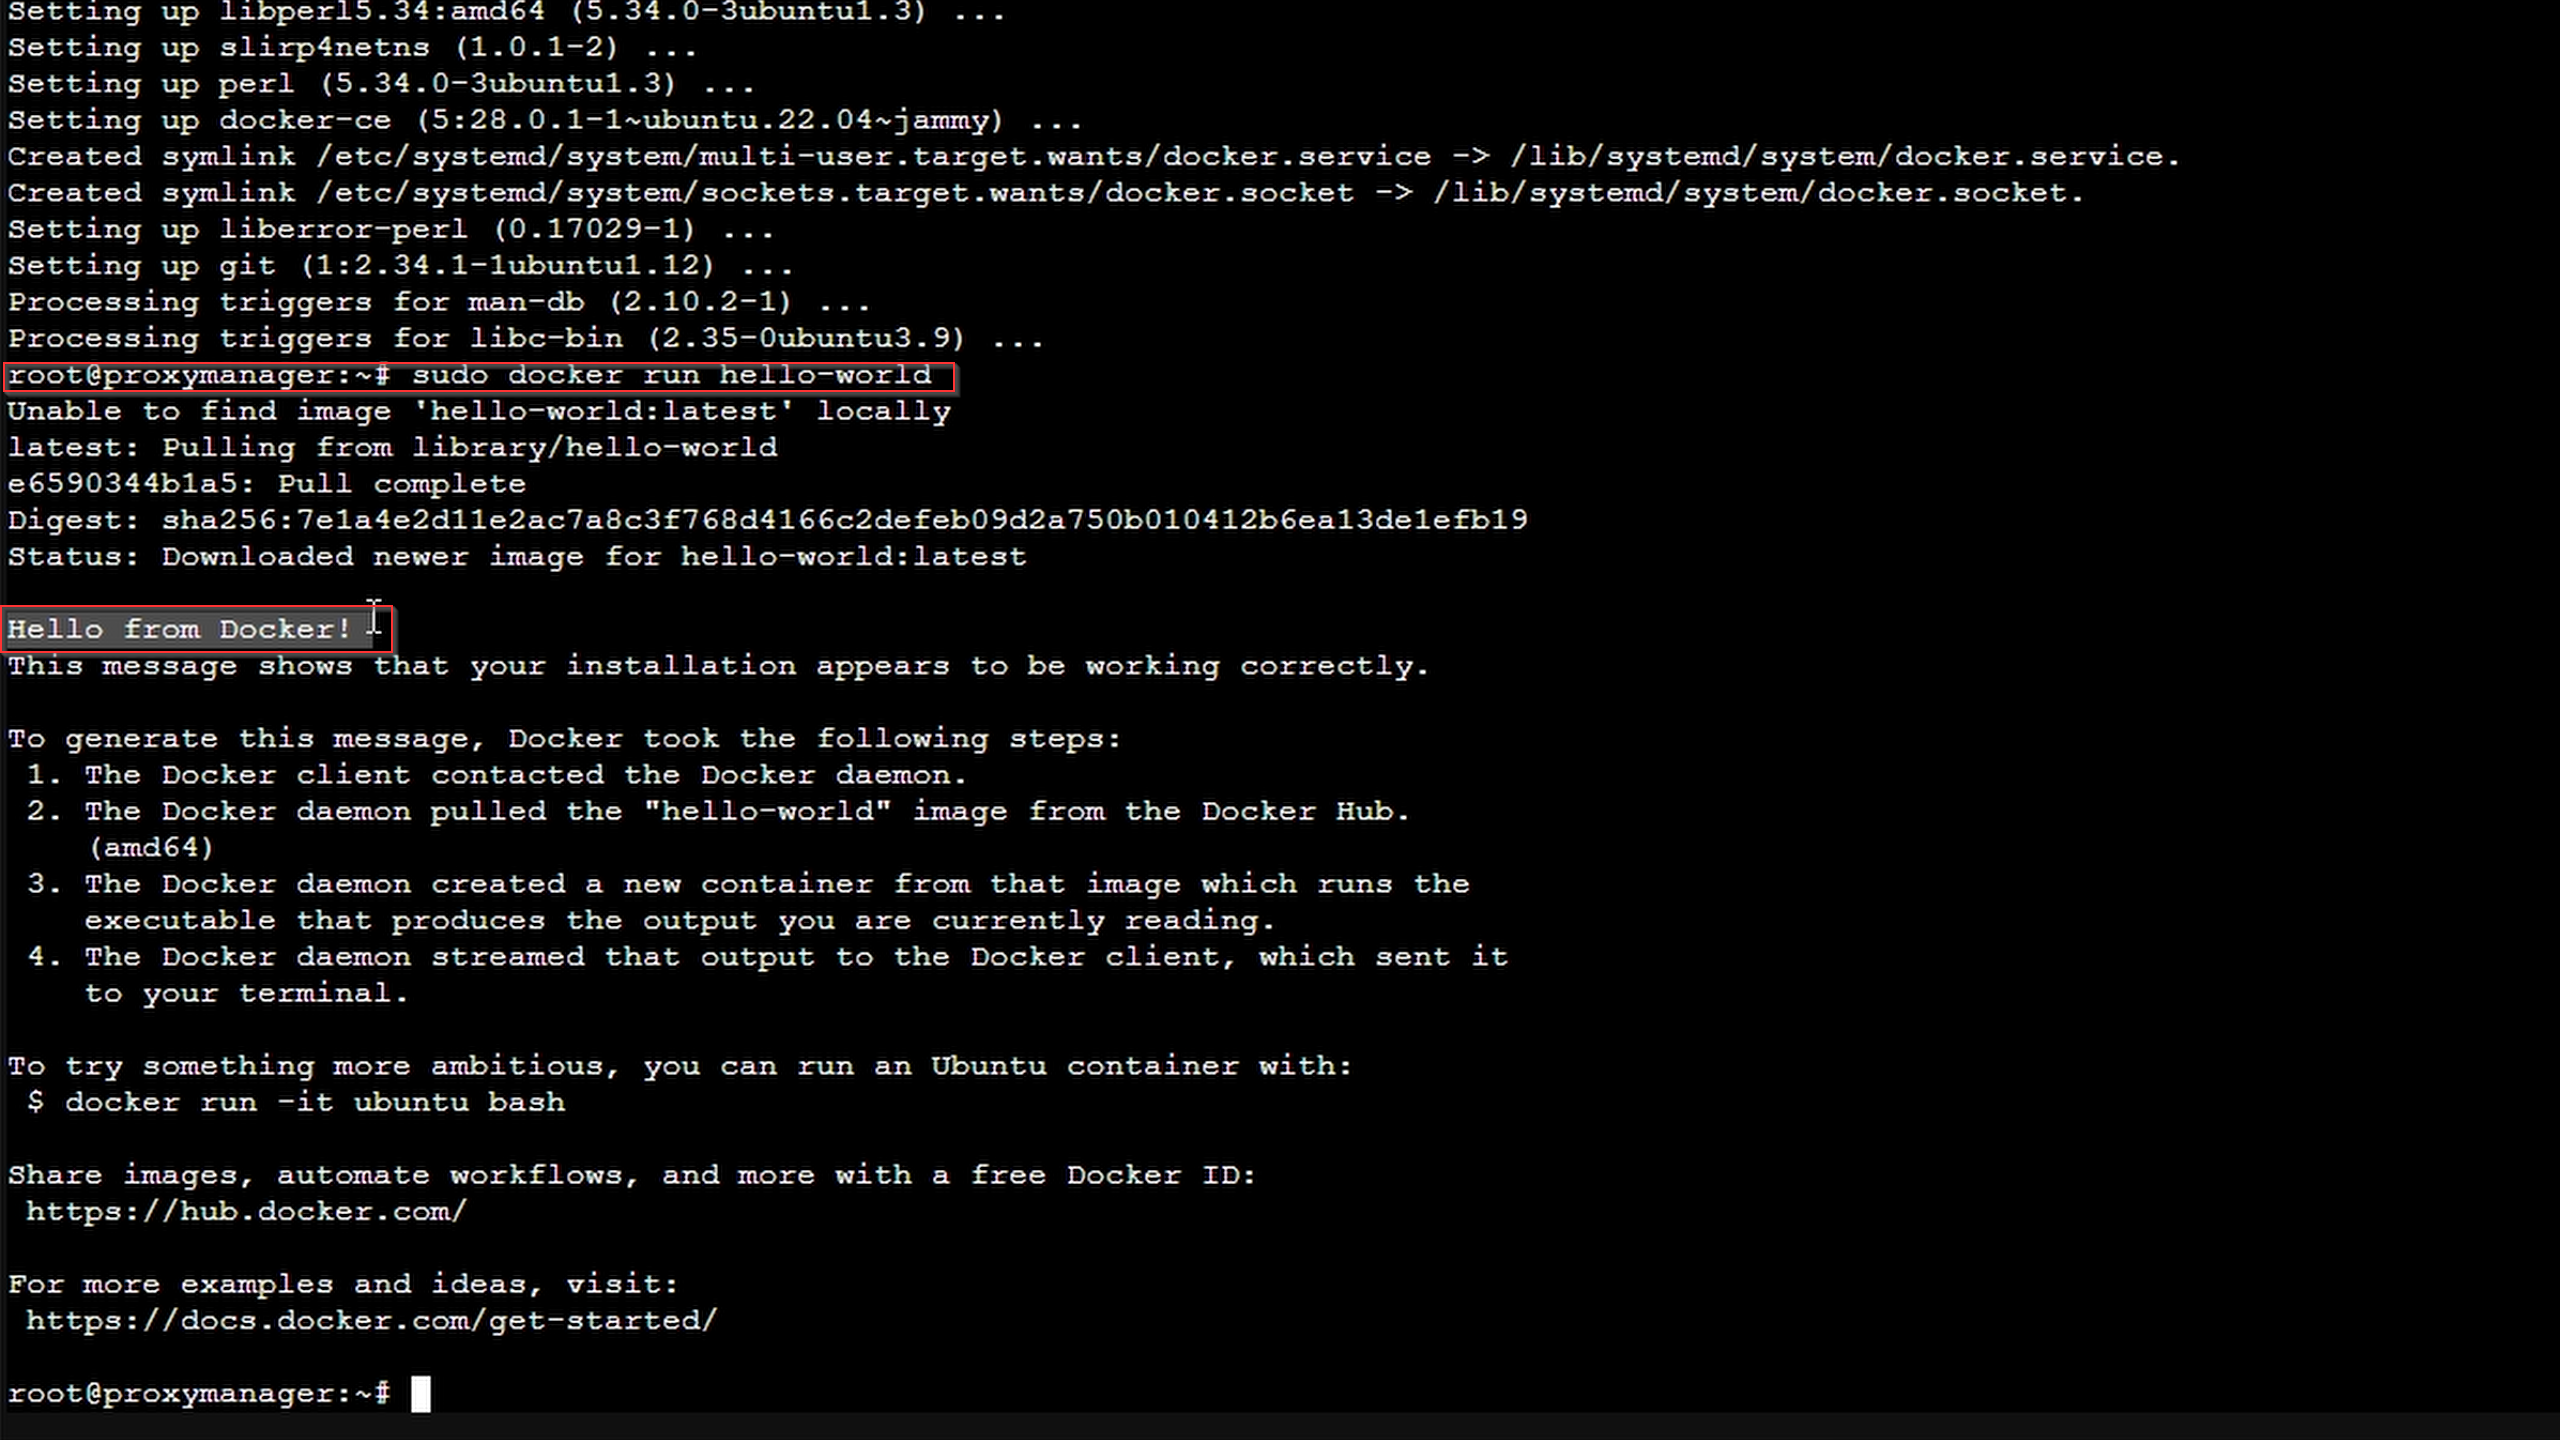 Setting up libperl5.34:amd64 (5.34.0-3ubuntu1.3) ...
Setting up slirp4netns (1.0.1-2) ...
Setting up perl (5.34.0-3ubuntu1.3) ...
Setting up docker-ce (5:28.0.1-1~ubuntu.22.04~jammy) ...
Created symlink /etc/systemd/system/multi-user.target.wants/docker.service -> /lib/systemd/system/docker.service.
Created symlink /etc/systemd/system/sockets.target.wants/docker.socket -> /lib/systemd/system/docker.socket.
Setting up liberror-perl (0.17029-1) ...
Setting up git (1:2.34.1-1ubuntu1.12) ...
Processing triggers for man-db (2.10.2-1) ...
Processing triggers for libc-bin (2.35-0ubuntu3.9) ...
root@proxymanager:~# sudo docker run hello-world
Unable to find image 'hello-world:latest' locally
latest: Pulling from library/hello-world
e6590344b1a5: Pull complete
Digest: sha256:7e1a4e2d11e2ac7a8c3f768d4166c2defeb09d2a750b010412b6ea13de1efb19
Status: Downloaded newer image for hello-world:latest
Hello from Docker!
This message shows that your installation appears to be working correctly.
To generate this message, Docker took the following steps:
1. The Docker client contacted the Docker daemon.
2. The Docker daemon pulled the "hello-world" image from the Docker Hub.
(amd64)
3. The Docker daemon created a new container from that image which runs the
executable that produces the output you are currently reading.
4. The Docker daemon streamed that output to the Docker client, which sent it
to your terminal.
To try something more ambitious, you can run an Ubuntu container with:
$ docker run -it ubuntu bash
Share images, automate workflows, and more with a free Docker ID:
https://hub.docker.com/
For more examples and ideas, visit:
https://docs.docker.com/get-started/
root@proxymanager:~#